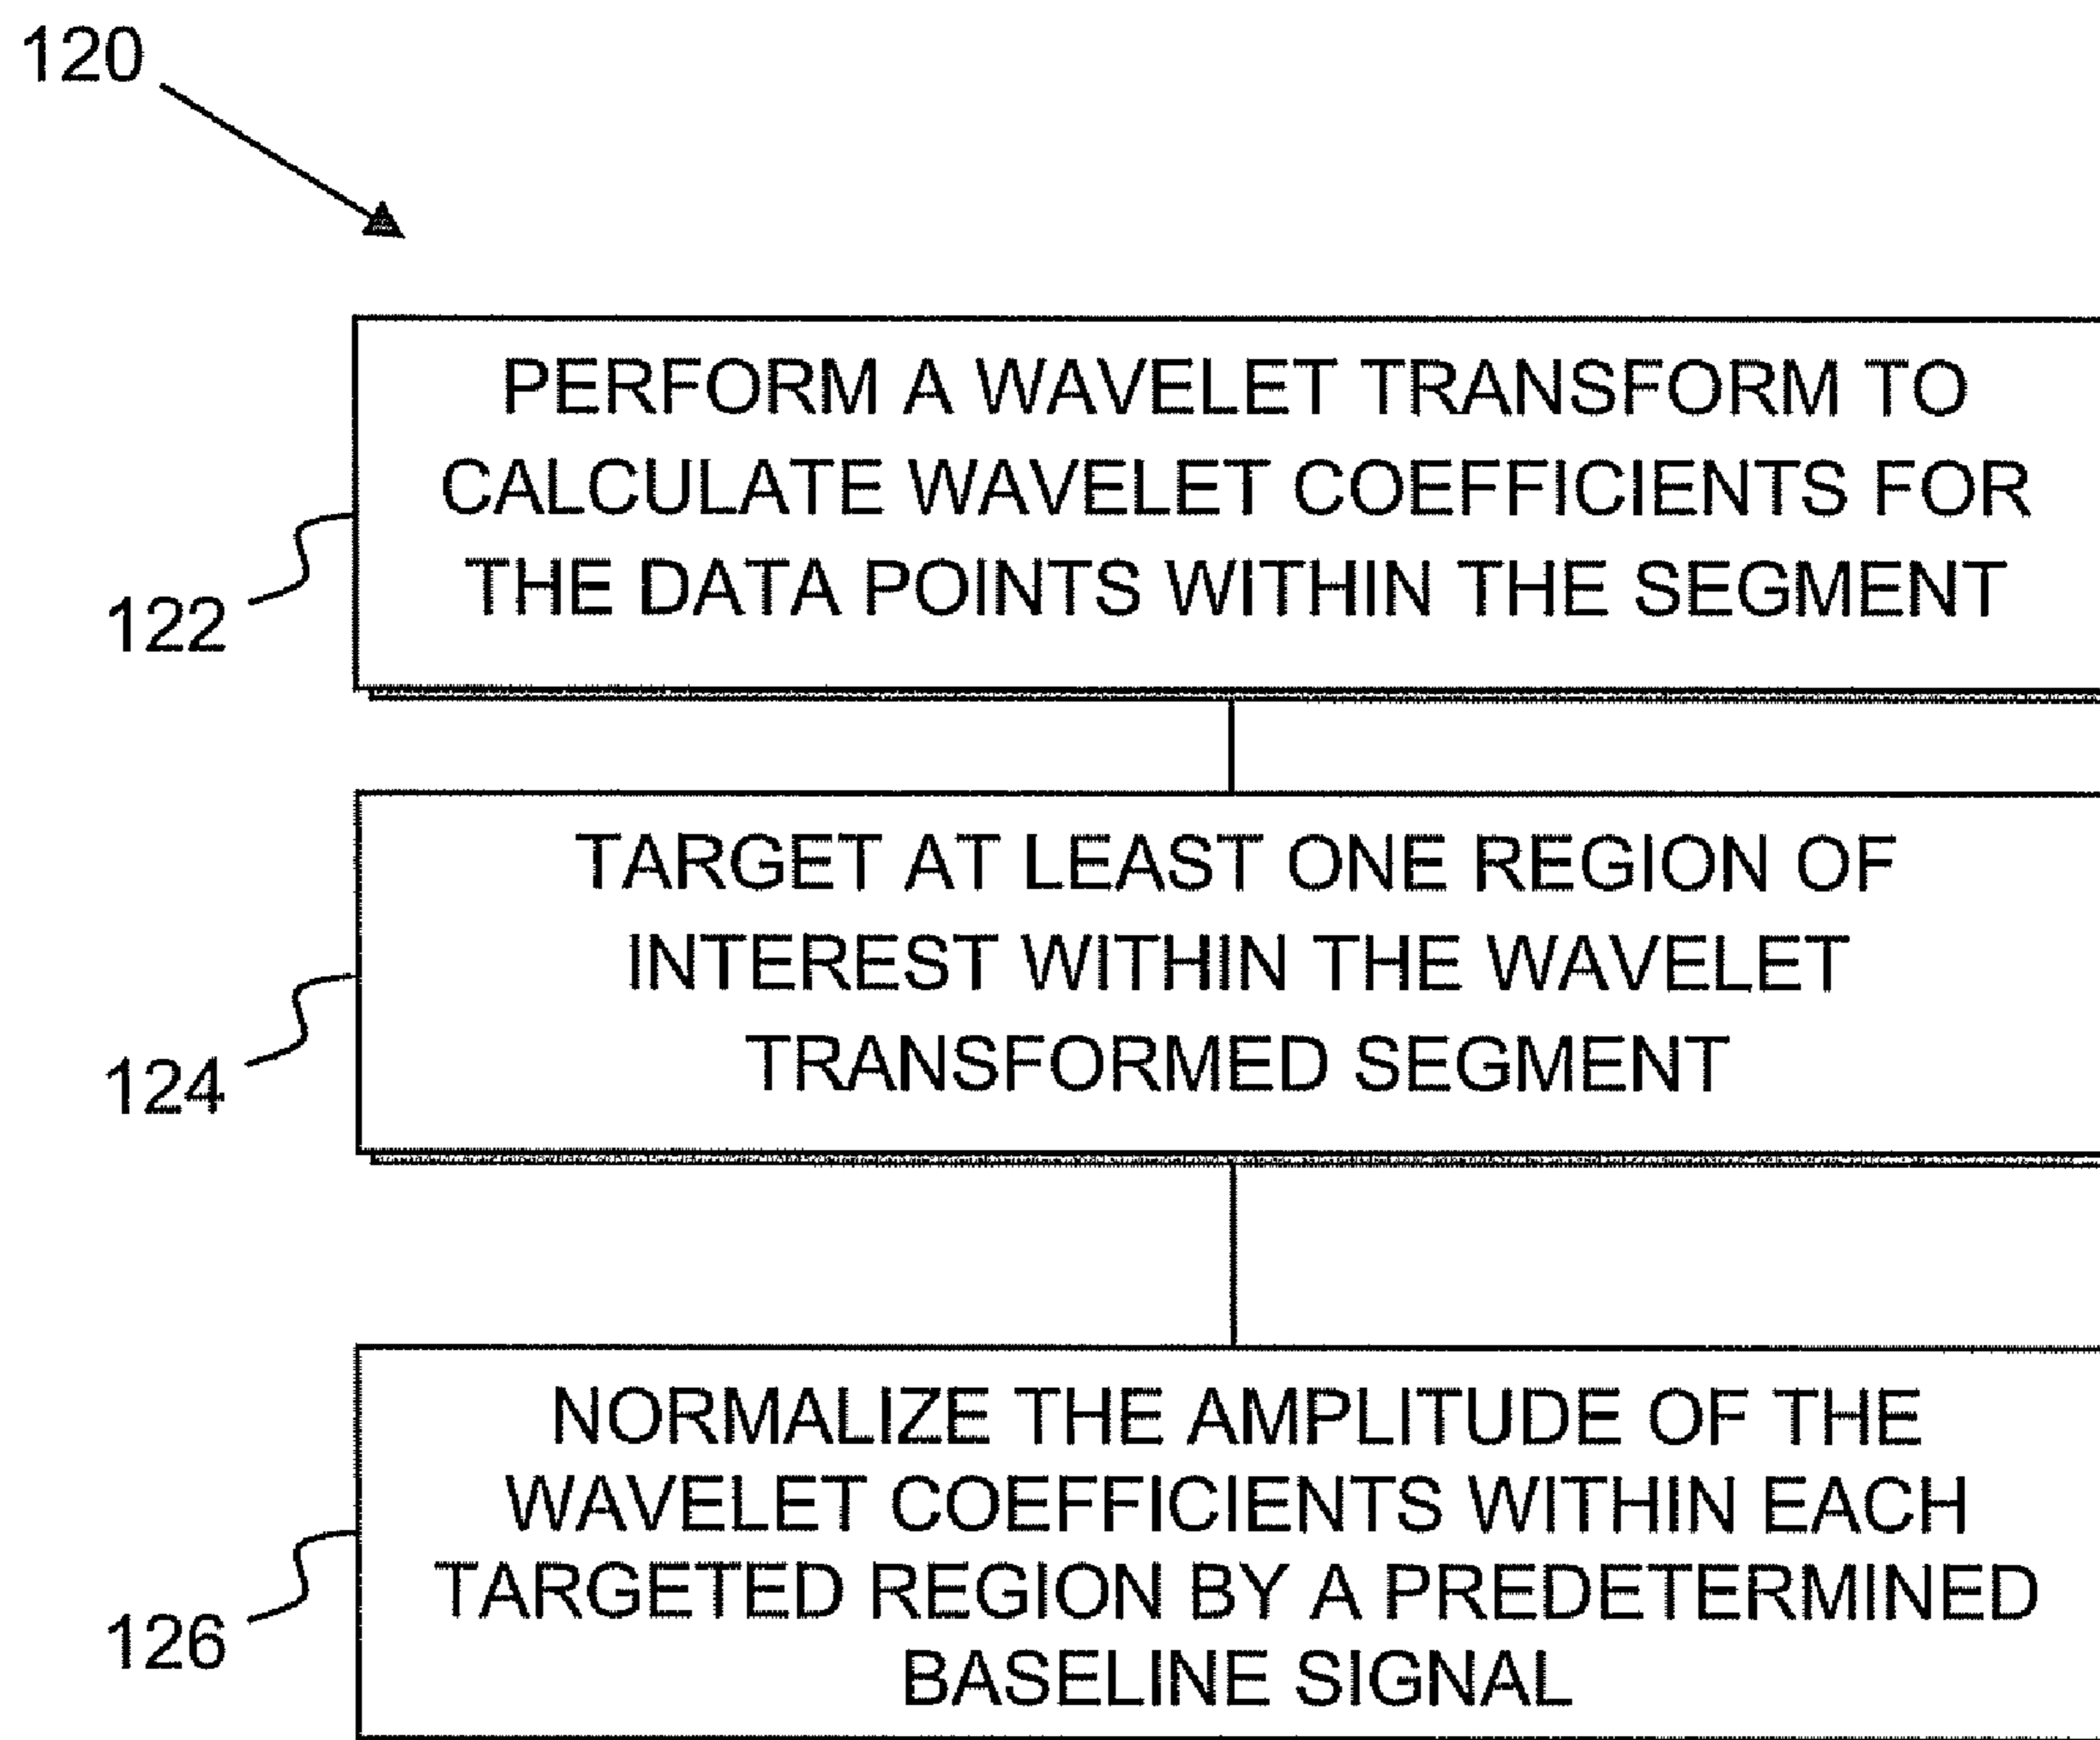 120
PERFORM A WAVELET TRANSFORM TO
CALCULATE WAVELET COEFFICIENTS FOR
THE DATA POINTS WITHIN THE SEGMENT
122
TARGET AT LEAST ONE REGION OF
INTEREST WITHIN THE WAVELET
TRANSFORMED SEGMENT
124
NORMALIZE THE AMPLITUDE OF THE
WAVELET COEFFICIENTS WITHIN EACH
TARGETED REGION BY A PREDETERMINED
BASELINE SIGNAL
126